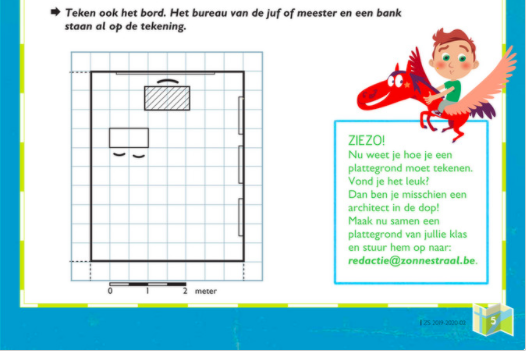 ➡ Teken ook het bord. Het bureau van de juf of meester en een bank
staan al op de tekening.
0 1 2 meter
ZIEZO!
Nu weet je hoe je een
plattegrond moet tekenen.
Vond je het leuk?
Dan ben je misschien een
architect in de dop!
Maak nu samen een
plattegrond van jullie klas
en stuur hem op naar:
redactie@zonnestraal.be.
5